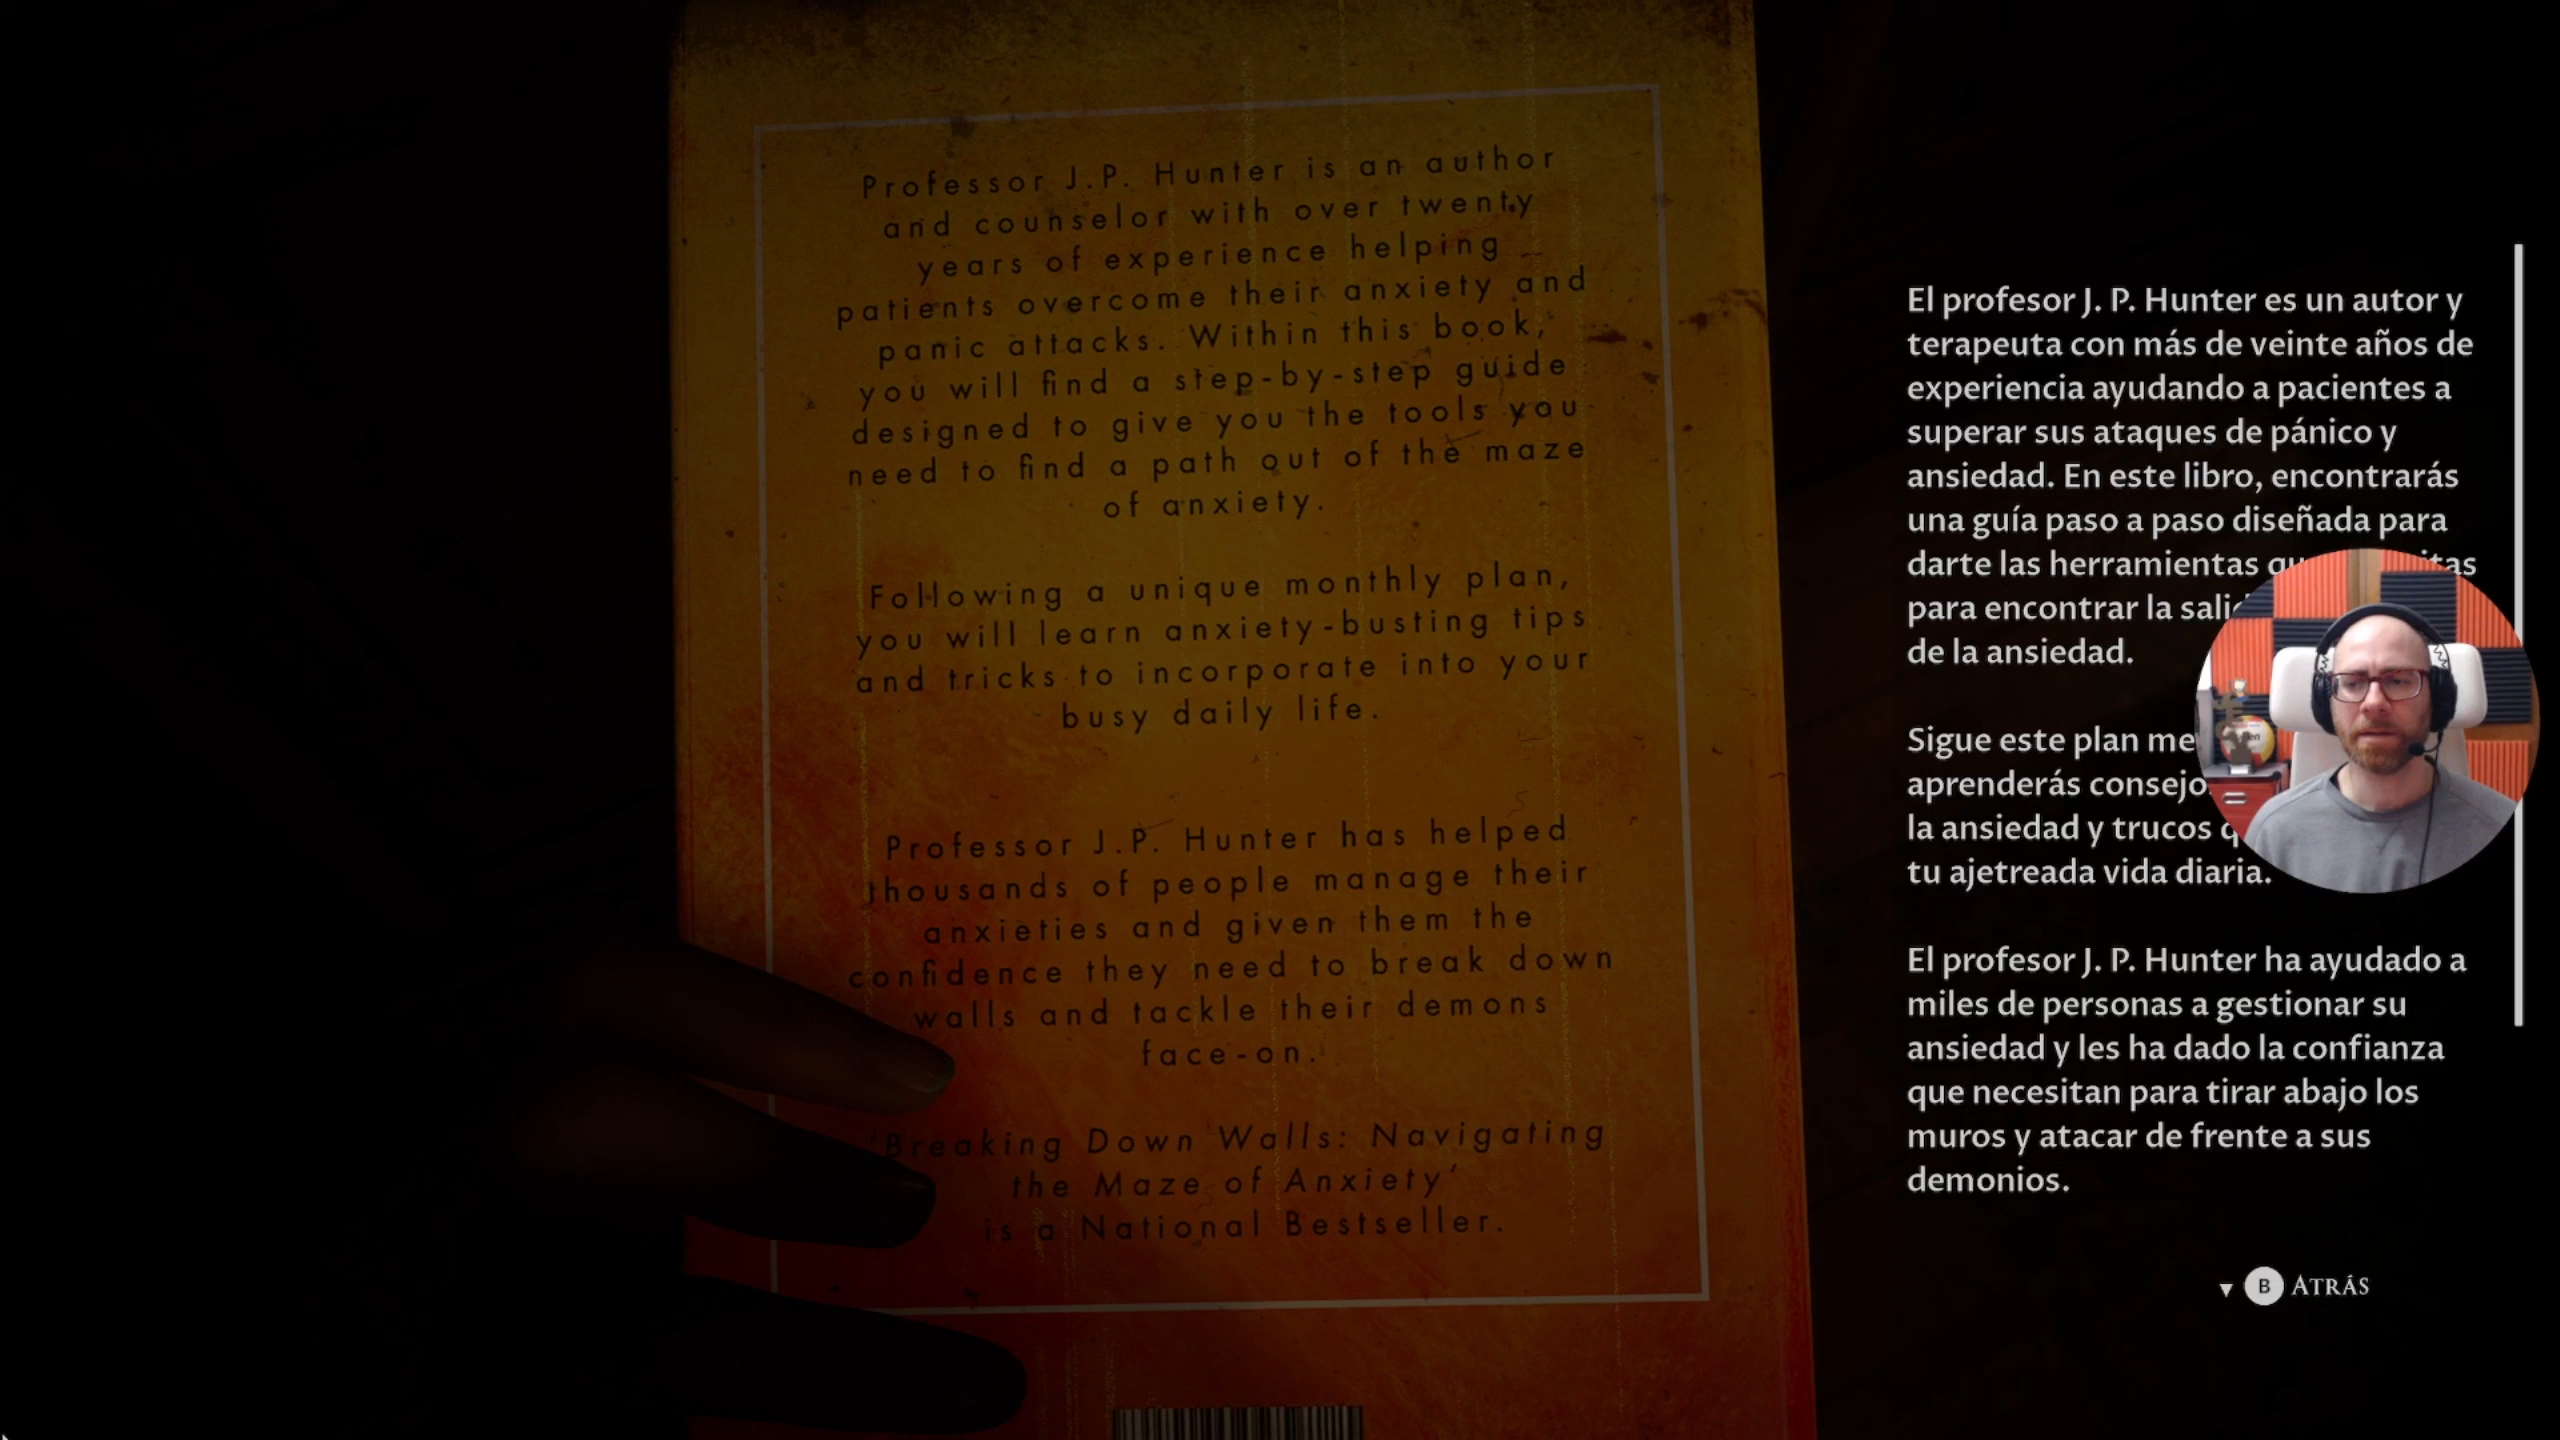 Professor J.P. Hunter is an author
and counselor with over twenty
years of experience helping
patients overcome their anxiety and
panic attacks. Within this book,
you will find a step-by-step guide
designed to give you the tools you
need to find a path out of the maze
of anxiety.
Following a unique monthly plan,
you will learn anxiety-busting tips
and tricks to incorporate into your
busy daily life.
Professor J.P. Hunter has helped
thousands of people manage their
anxieties and given them the
confidence they need to break down
walls and tackle their demons
face-on.
'Breaking Down Walls: Navigating
the Maze of Anxiety'
is a National Bestseller.
El profesor J. P. Hunter es un autor y
terapeuta con más de veinte años de
experiencia ayudando a pacientes a
superar sus ataques de pánico y
ansiedad. En este libro, encontrarás
una guía paso a paso diseñada para
darte las herramientas
para encontrar la
de la ansiedad.
Sigue este plan
aprenderás
la ansiedad y trucos
tu ajetreada vida diaria.
El profesor J. P. Hunter ha ayudado a
miles de personas a gestionar su
ansiedad y les ha dado la confianza
que necesitan para tirar abajo los
muros y atacar de frente a sus
demonios.
B ATRÁS